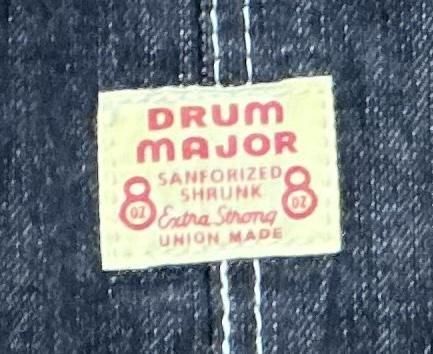 DRUM
MAJOR
SANFORIZED
SHRUNK
8 OZ
8 OZ
Extra Strong
UNION MADE